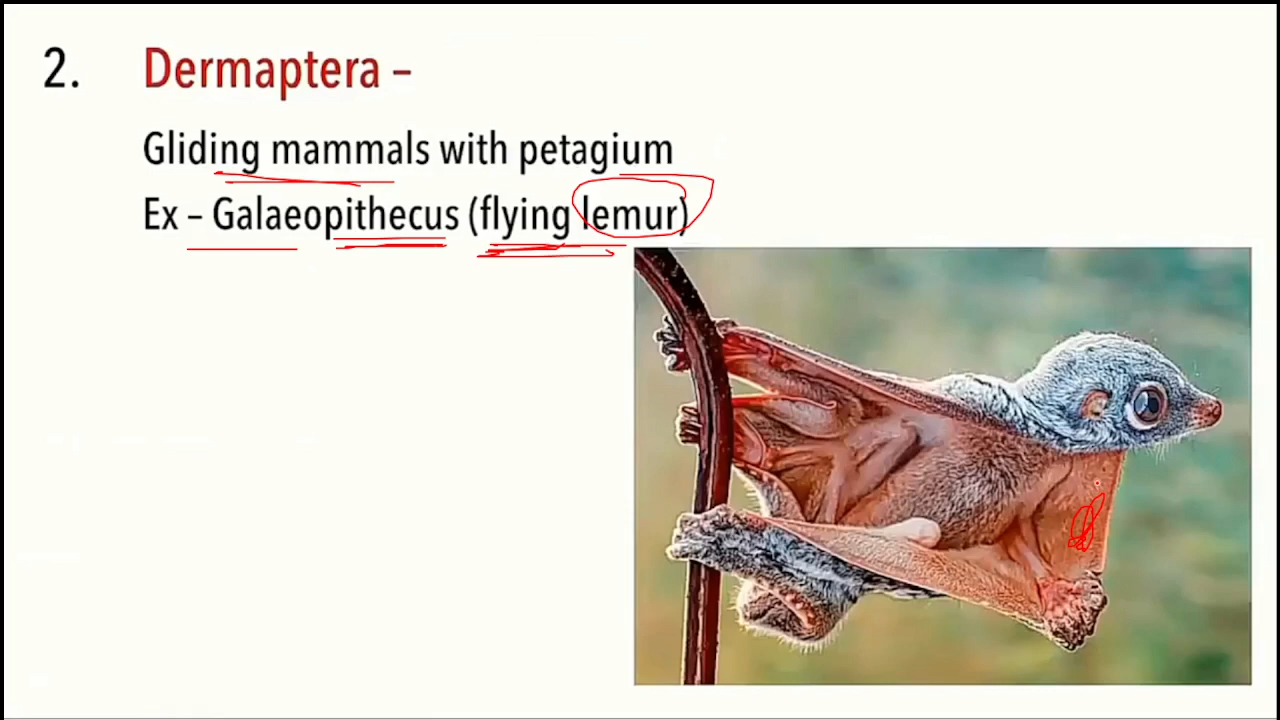 2. Dermaptera –
Gliding mammals with petagium
Ex – Galaeopithecus (flying lemur)